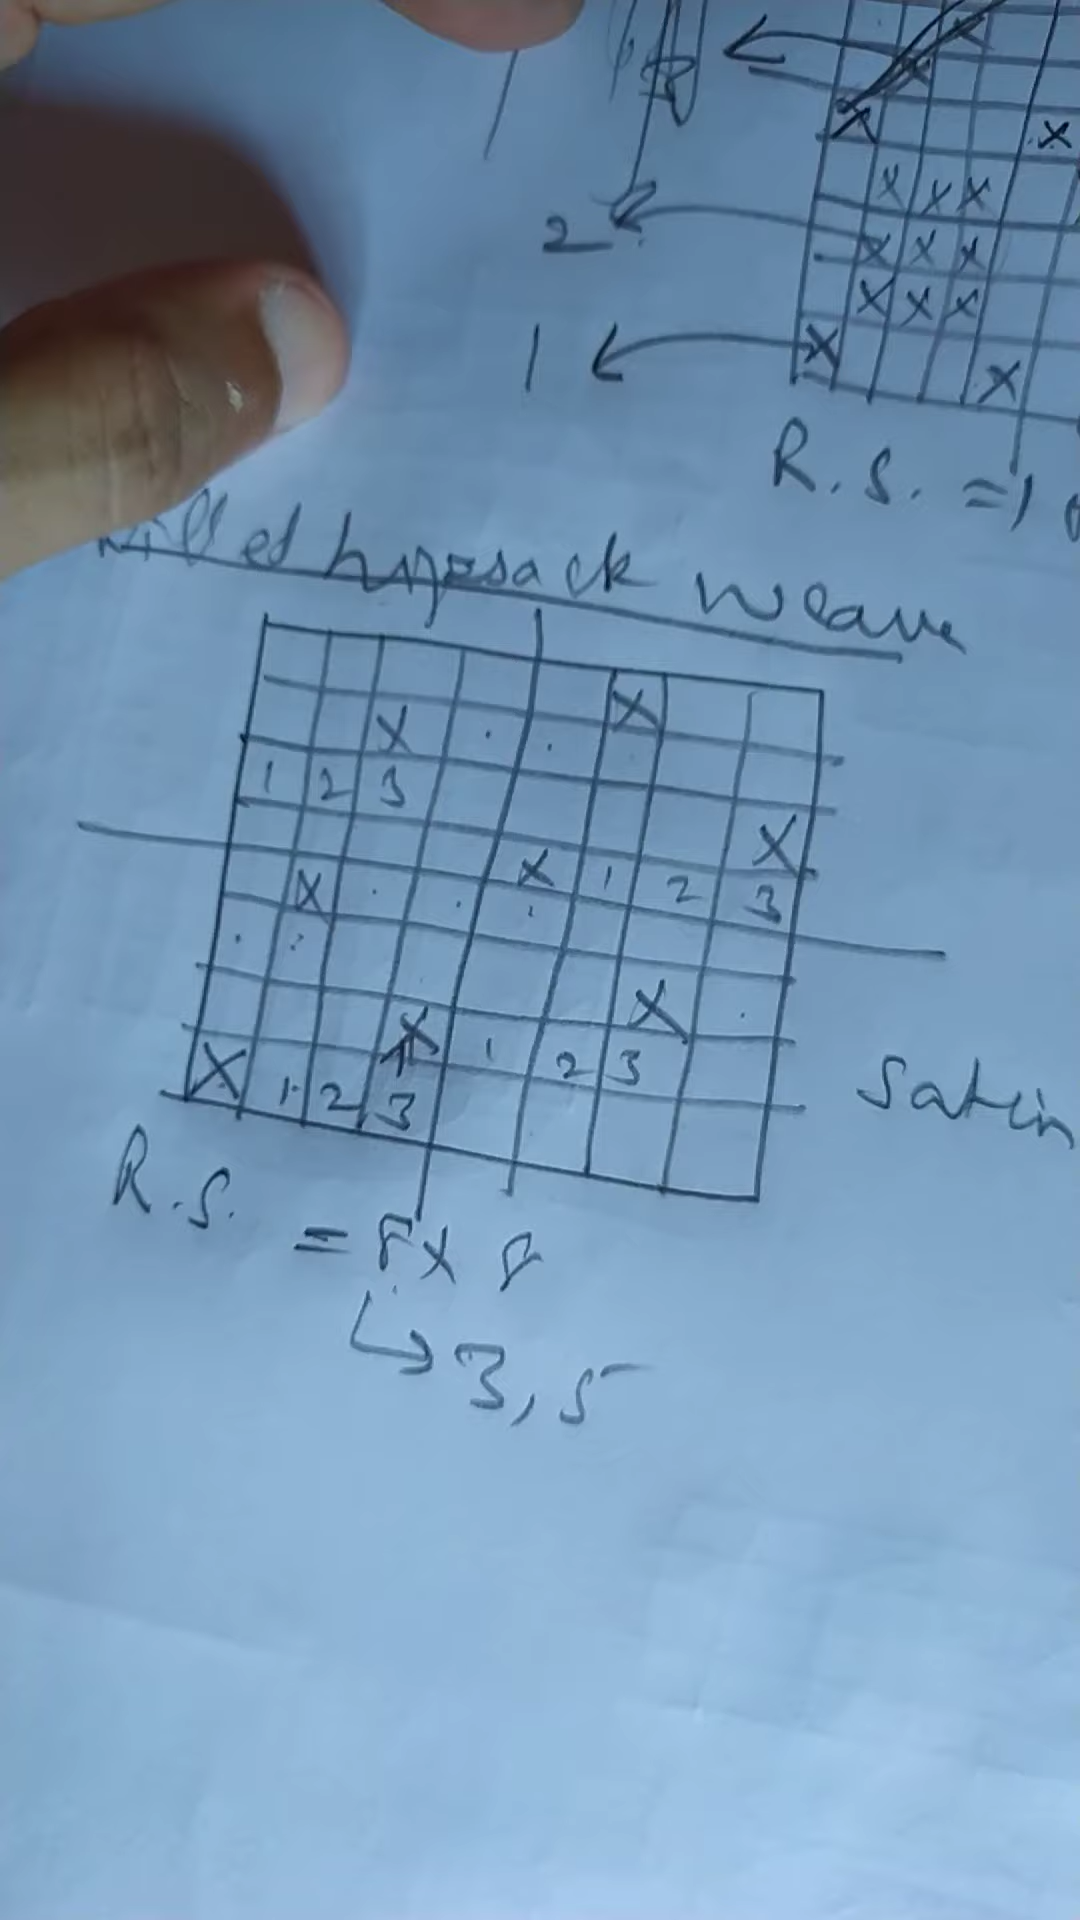 X
X X
X X X
2 X X X
X X X
1 X
X
R.S. = 1
hopsack weave
X
X
1 2 3
X
X X 1 2 3
X
X
X 1 2 3
1 2 3
Satin
R.S. = 8 x 8
3, 5